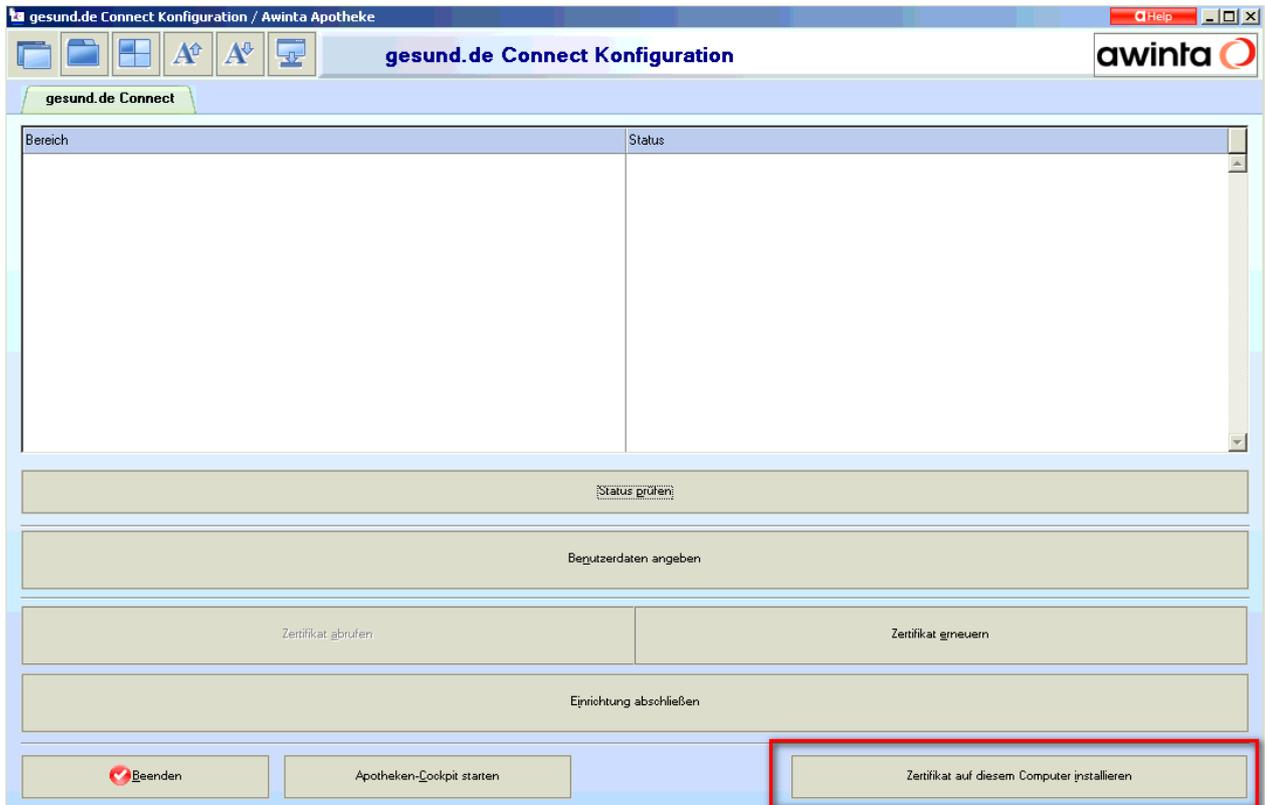 gesund.de Connect Konfiguration / Awinta Apotheke
Help
A A
gesund.de Connect Konfiguration
awinta
gesund.de Connect
Bereich Status
Status prüfen
Benutzerdaten angeben
Zertifikat abrufen Zertifikat erneuern
Einrichtung abschließen
Beenden Apotheken-Cockpit starten Zertifikat auf diesem Computer installieren